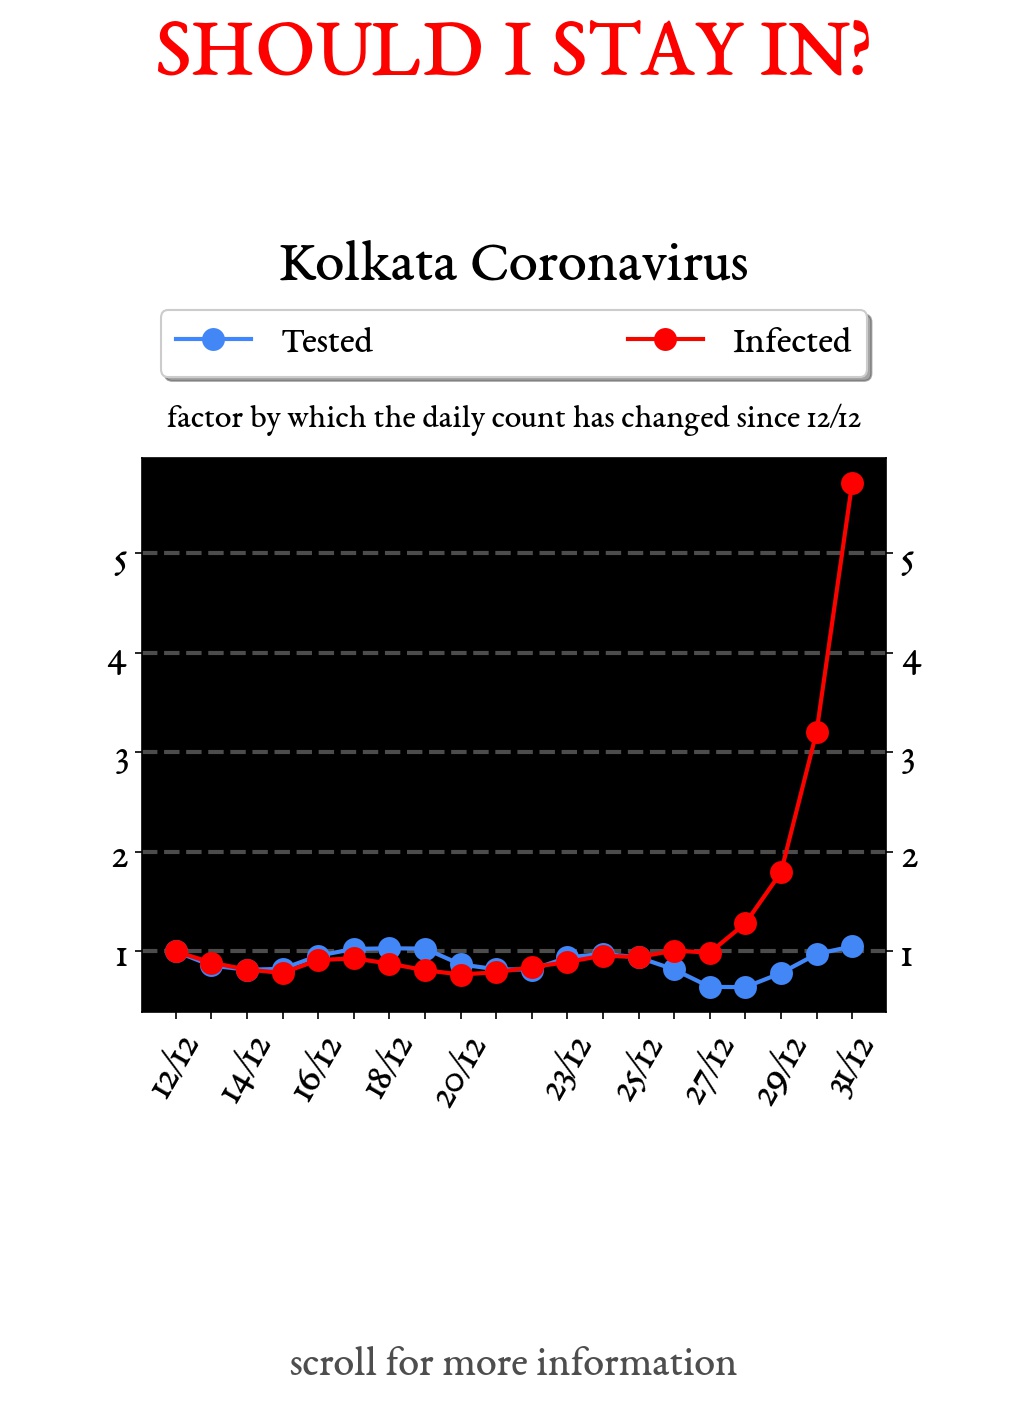 SHOULD I STAY IN?
Kolkata Coronavirus
Tested Infected
factor by which the daily count has changed since 12/12
5 5
4 4
3 3
2 2
1 1
12/12 14/12 16/12 18/12 20/12 23/12 25/12 27/12 29/12 31/12
scroll for more information